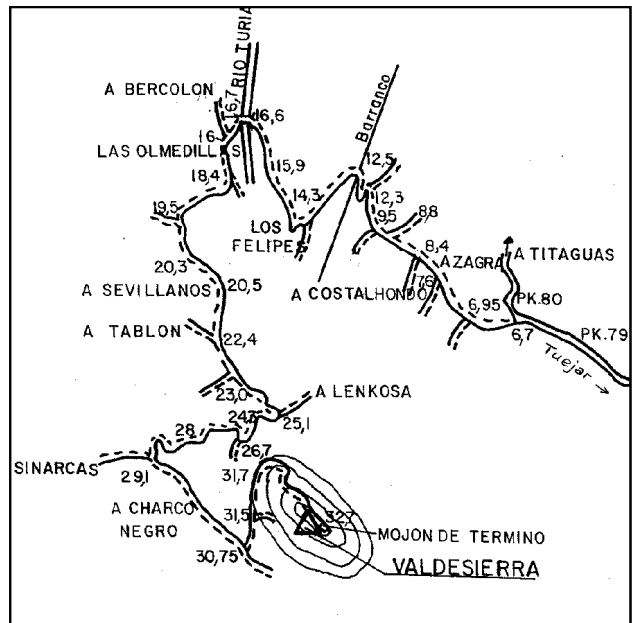 RIO TURIA
A BERCOLON
16,7
16,6
16
Barranco
LAS OLMEDILLAS
12,5
15,9
18,4
12,3
14,3
19,5
9,5
8,8
LOS
FELIPES
8,4
AZAGRA
A TITAGUAS
20,3
A SEVILLANOS
20,5
A COSTALHONDO
7,6
6,95
PK.80
A TABLON
22,4
6,7
PK.79
Tuejar
23,0
A LENKOSA
25,1
28
26,7
SINARCAS
29,1
31,7
A CHARCO
NEGRO
31,5
32,7
MOJON DE TERMINO
30,75
VALDESIERRA